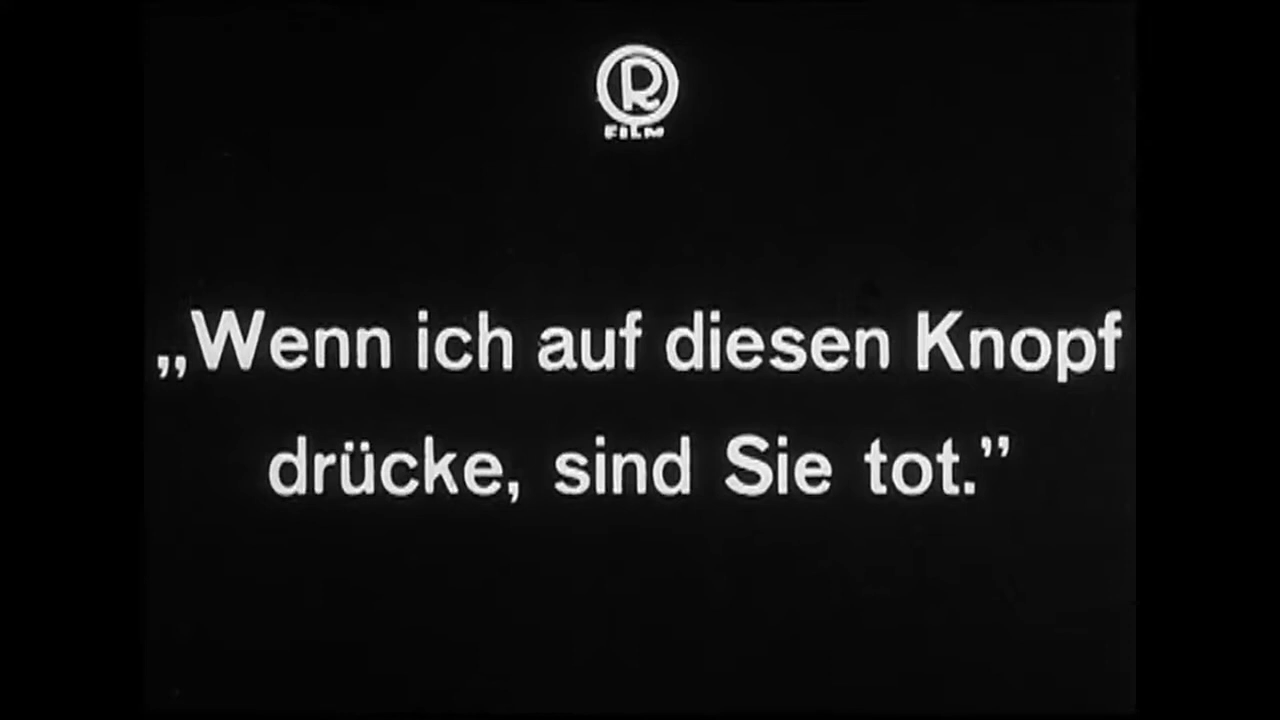 R
FILM
„Wenn ich auf diesen Knopf
drücke, sind Sie tot.”